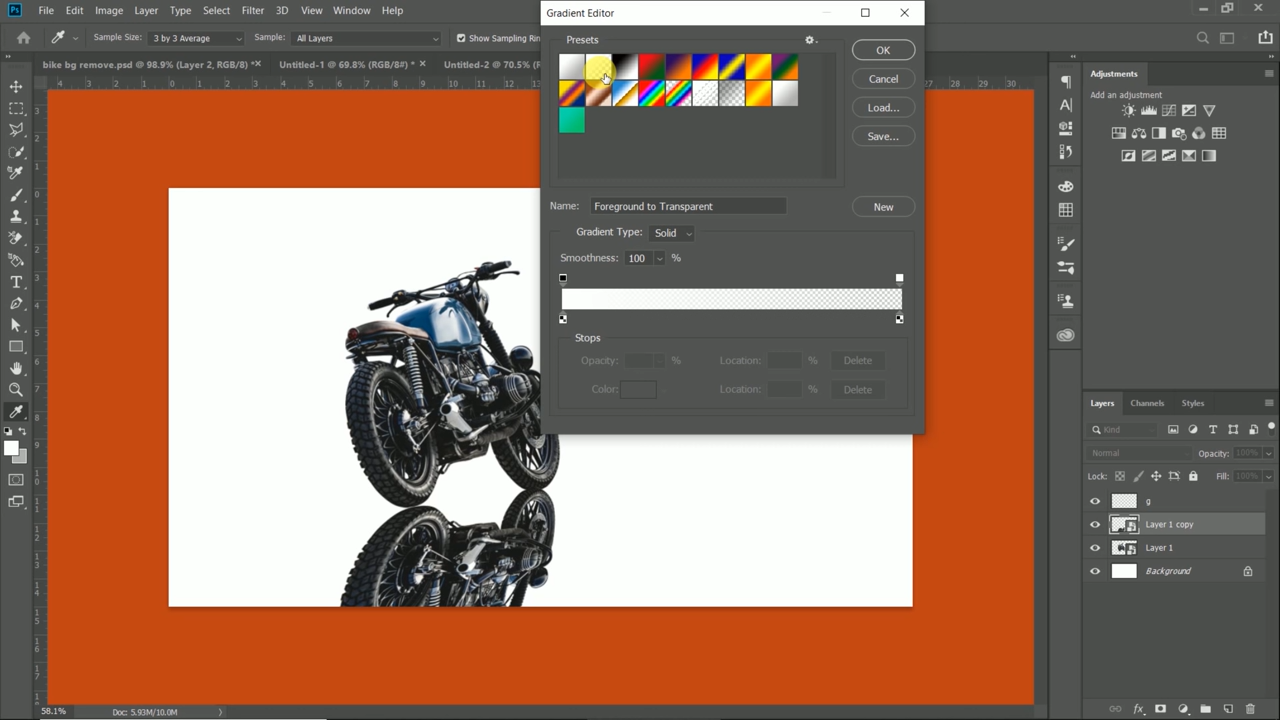 Ps File Edit Image Layer Type Select Filter 3D View Window Help
Gradient Editor
Sample Size: 3 by 3 Average Sample: All Layers Show Sampling Rin
bike bg remove.psd @ 98.9% (Layer 2, RGB/8) * Untitled-1 @ 69.8% (RGB/8#) * Untitled-2 @ 70.5% (
Presets
OK
Cancel
Load...
Save...
Name: Foreground to Transparent
New
Gradient Type: Solid
Smoothness: 100 %
Stops
Opacity: % Location: % Delete
Color: Location: % Delete
Adjustments
Add an adjustment
Layers Channels Styles
Kind
Normal Opacity: 100%
Lock: Fill: 100%
g
Layer 1 copy
Layer 1
Background
58.1% Doc: 5.93M/10.0M